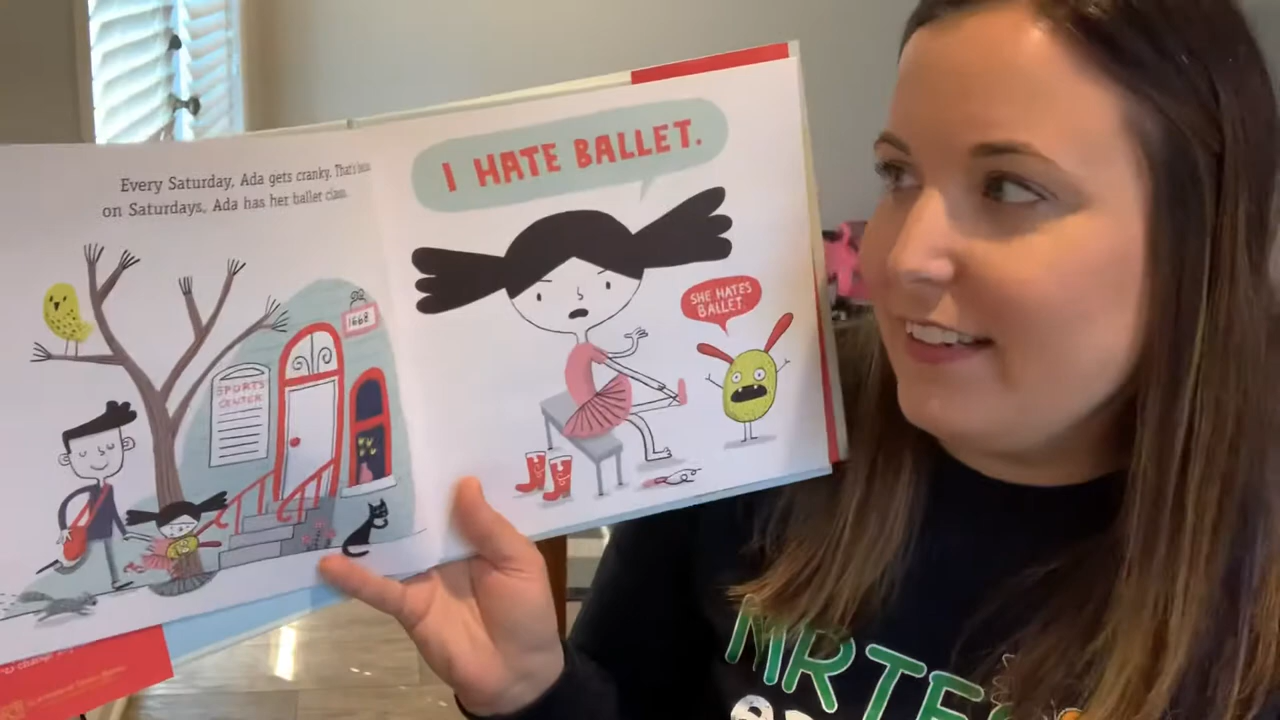 Every Saturday, Ada gets cranky. That's
on Saturdays, Ada has her ballet class.
I HATE BALLET.
SHE HATES
BALLET.
1668
SPORTS
CENTER
MRTE